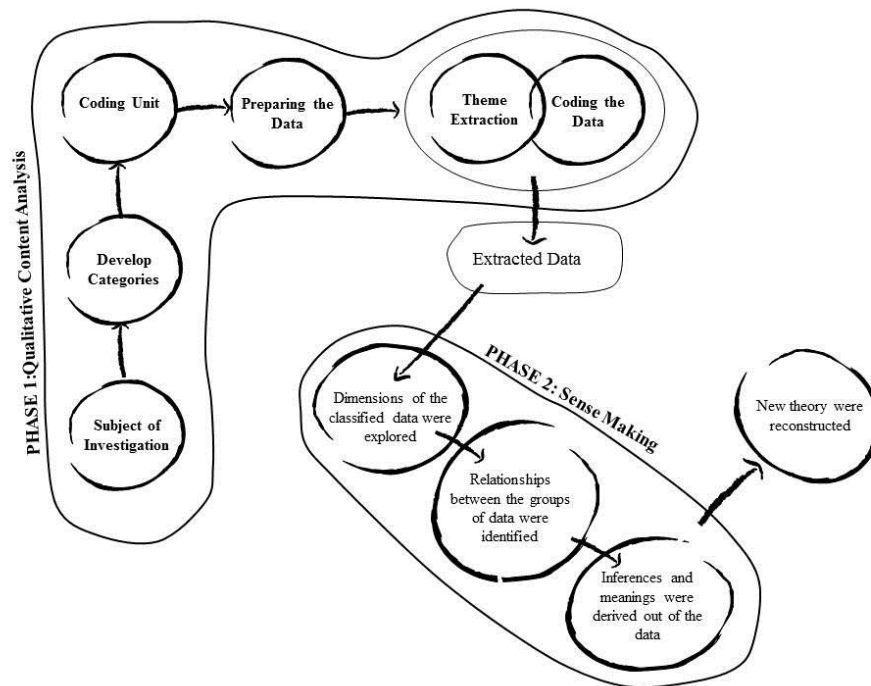 PHASE 1:Qualitative Content Analysis
Subject of
Investigation
Develop
Categories
Coding Unit
Preparing the
Data
Theme
Extraction
Coding the
Data
Extracted Data
PHASE 2: Sense Making
Dimensions of the
classified data were
explored
Relationships
between the groups
of data were
identified
Inferences and
meanings were
derived out of the
data
New theory were
reconstructed